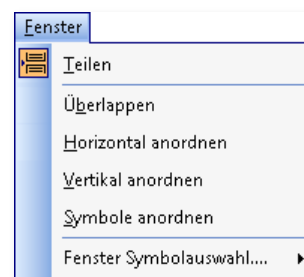 Fenster
Teilen
Überlappen
Horizontal anordnen
Vertikal anordnen
Symbole anordnen
Fenster Symbolauswahl....